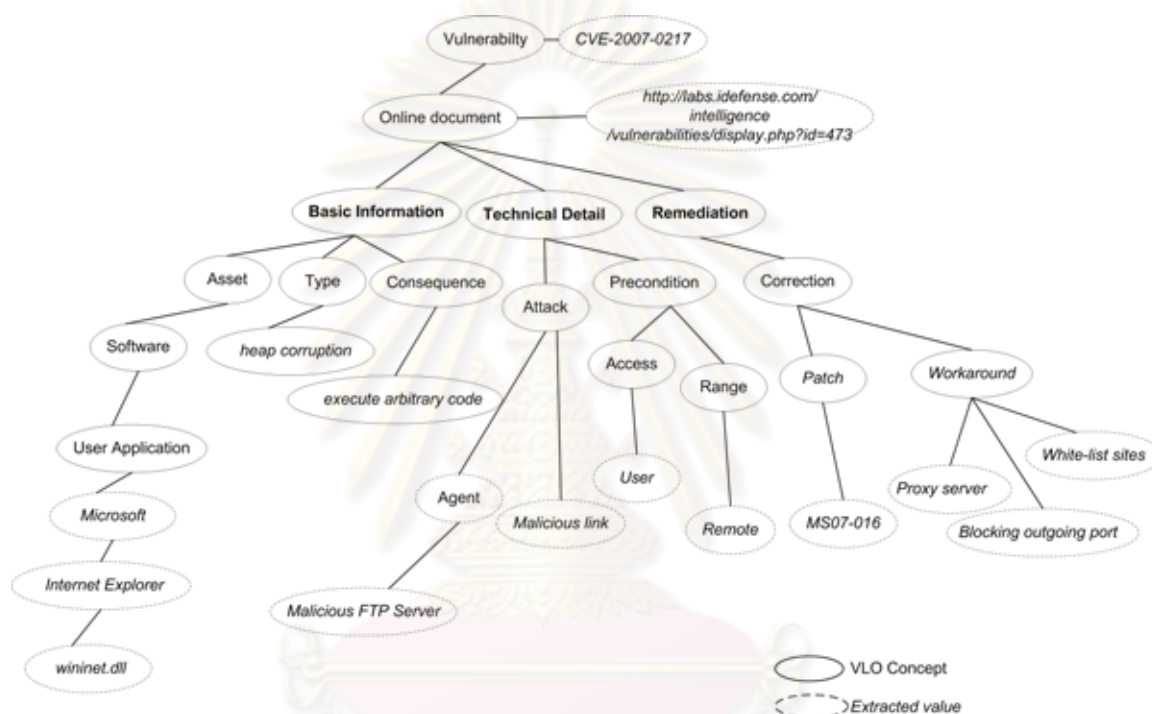 Vulnerabilty
CVE-2007-0217
Online document
http://labs.idefense.com/
intelligence
/vulnerabilities/display.php?id=473
Basic Information
Technical Detail
Remediation
Asset
Type
Consequence
Attack
Precondition
Correction
Software
heap corruption
execute arbitrary code
Access
Range
Patch
Workaround
User Application
Agent
User
White-list sites
Microsoft
Malicious link
Remote
MS07-016
Proxy server
Blocking outgoing port
Internet Explorer
Malicious FTP Server
wininet.dll
VLO Concept
Extracted value